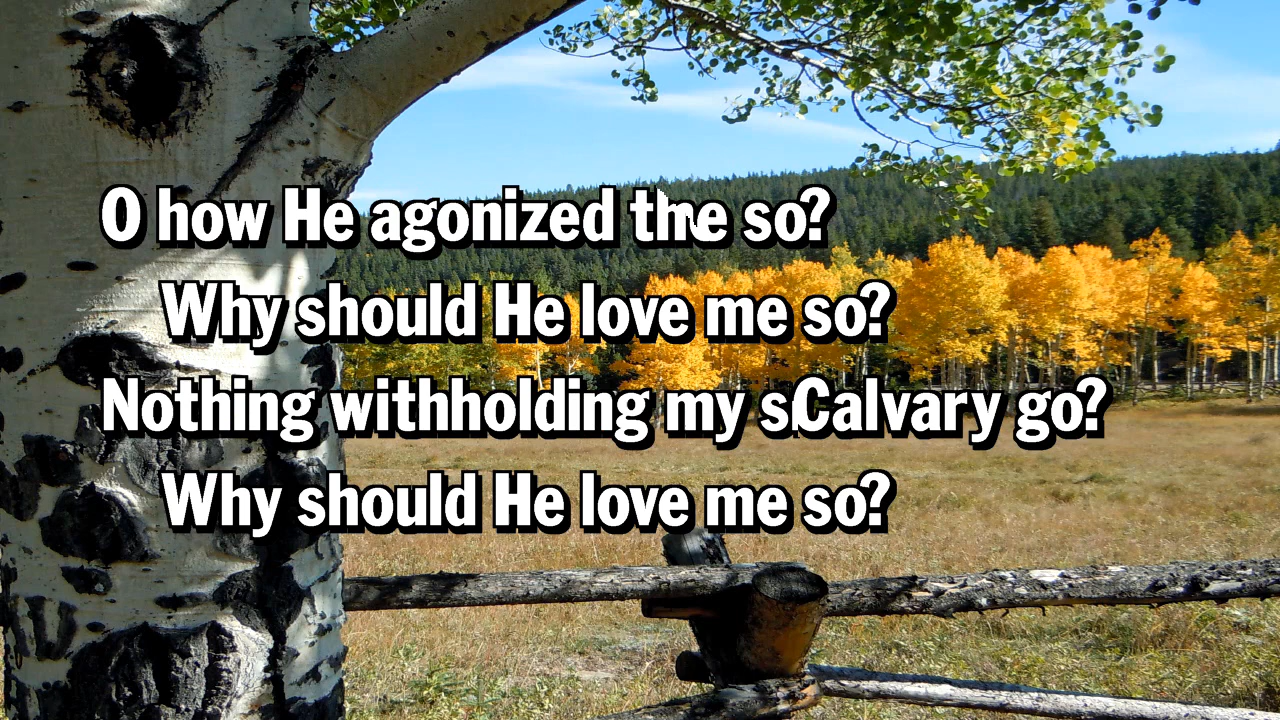 O how He agonized the so?
Why should He love me so?
Nothing withholding my Calvary go?
Why should He love me so?